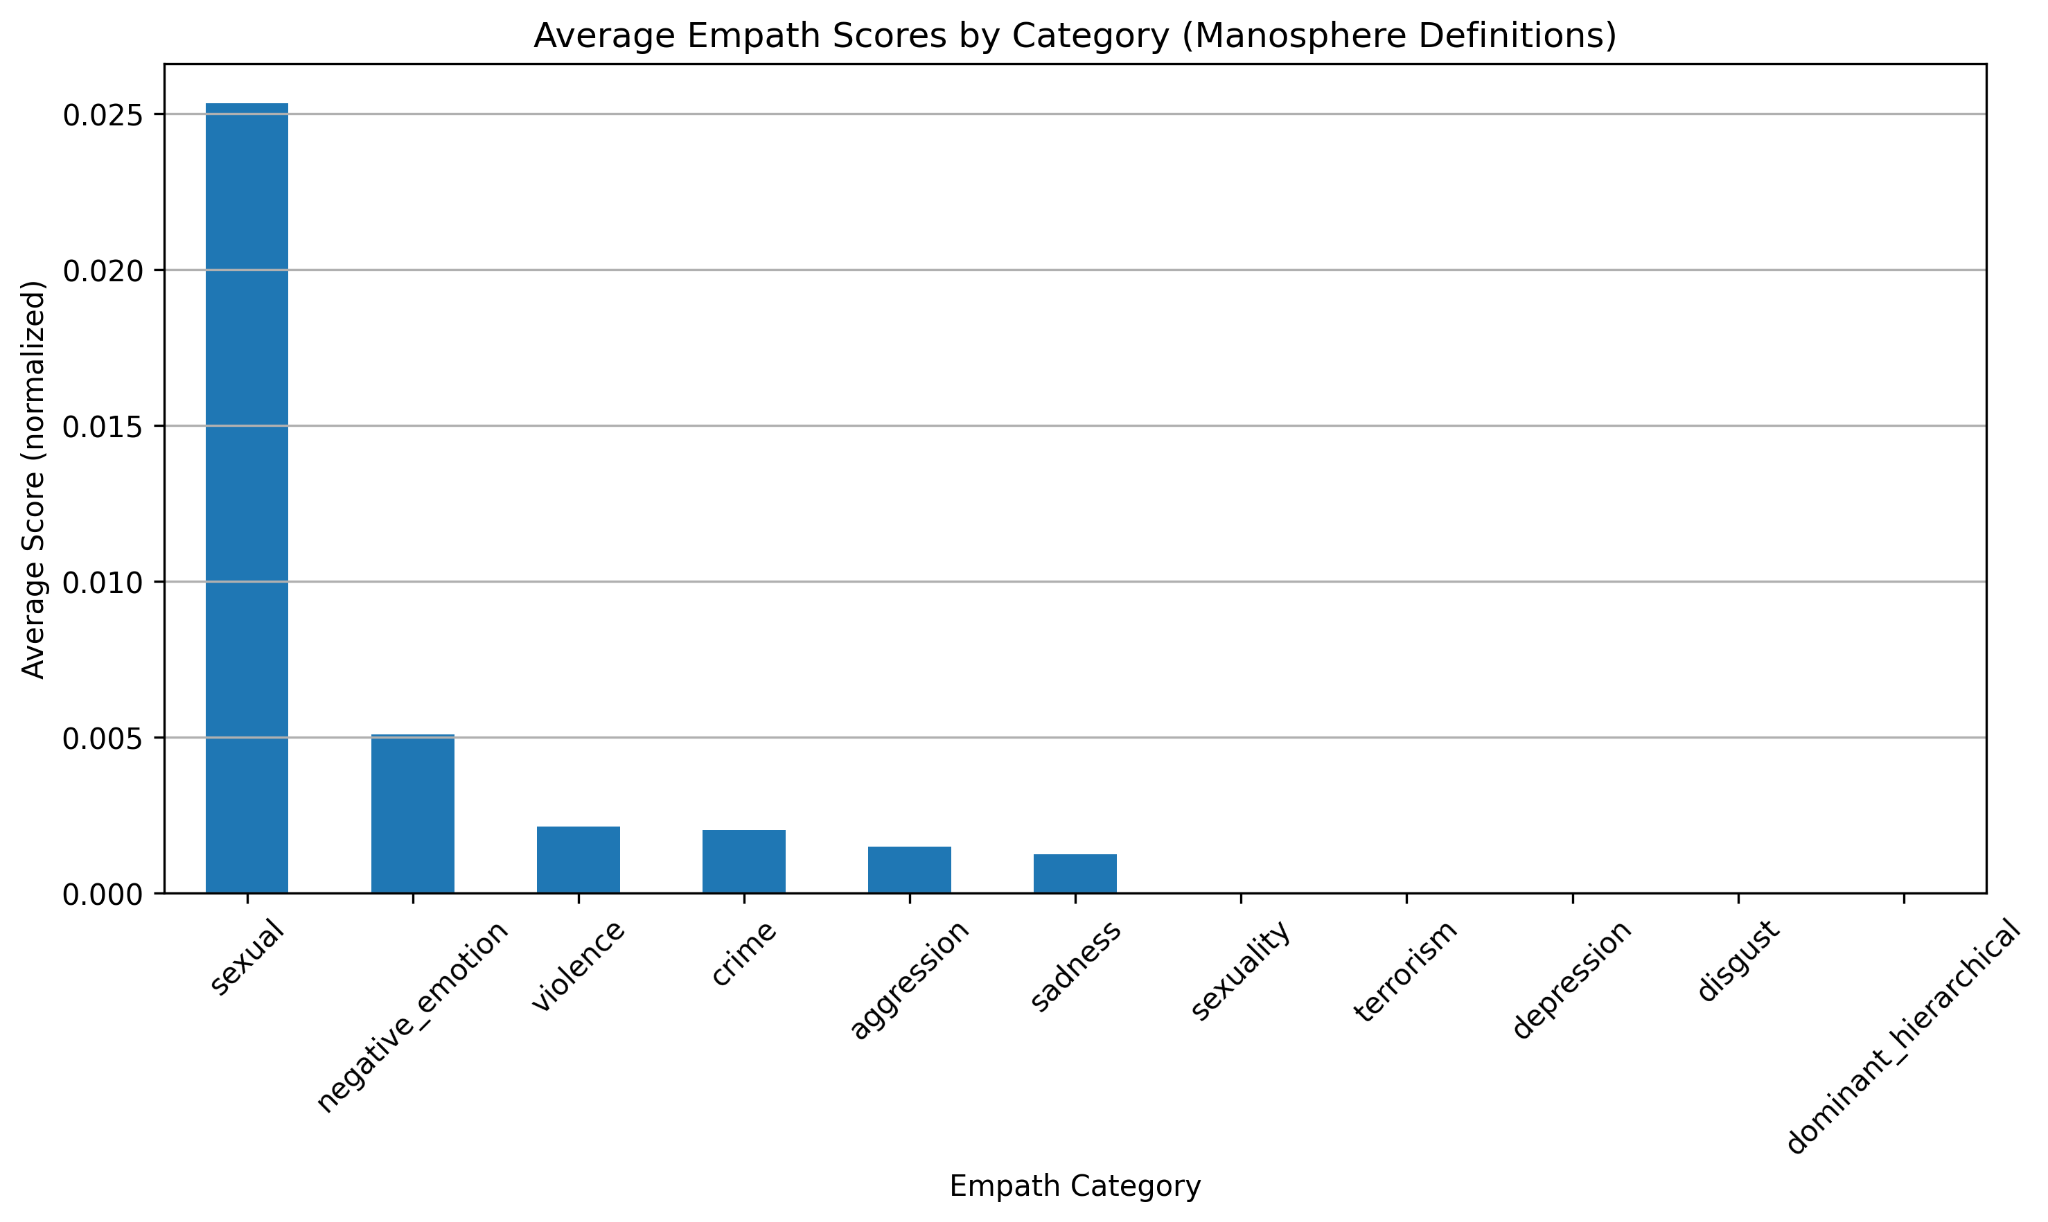 Average Empath Scores by Category (Manosphere Definitions)
Average Score (normalized)
0.025
0.020
0.015
0.010
0.005
0.000
sexual
negative_emotion
violence
crime
aggression
sadness
sexuality
terrorism
depression
disgust
dominant_hierarchical
Empath Category